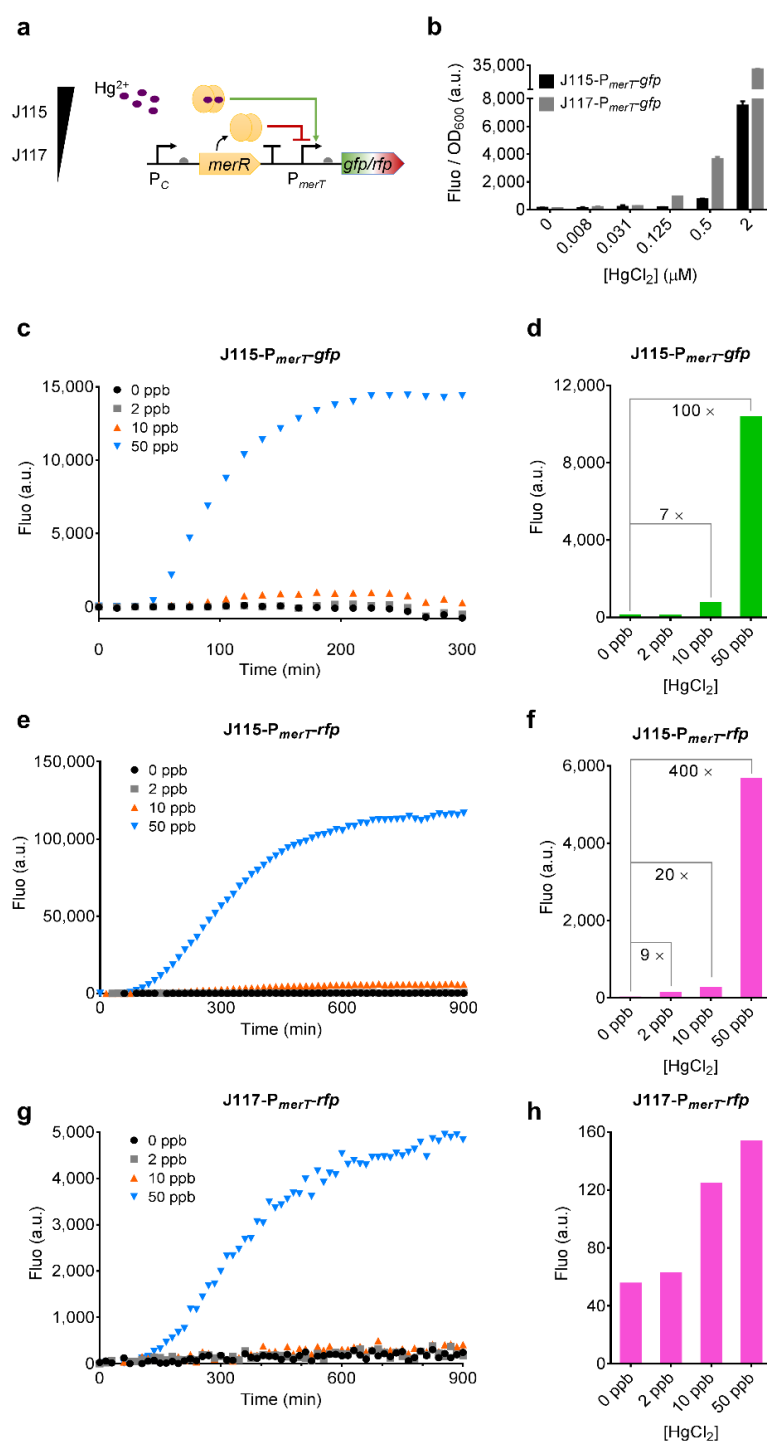 a
Hg2+
J115
J117
PC
merR
PmerT
gfp/rfp
b
J115-PmerT-gfp
J117-PmerT-gfp
Fluo / OD600 (a.u.)
35,000
20,000
8,000
6,000
4,000
2,000
0
0
0.008
0.031
0.125
0.5
2
[HgCl2] (μM)
c
J115-PmerT-gfp
0 ppb
2 ppb
10 ppb
50 ppb
Fluo (a.u.)
15,000
10,000
5,000
0
0
100
200
300
Time (min)
d
J115-PmerT-gfp
100 ×
7 ×
Fluo (a.u.)
12,000
8,000
4,000
0
0 ppb
2 ppb
10 ppb
50 ppb
[HgCl2]
e
J115-PmerT-rfp
0 ppb
2 ppb
10 ppb
50 ppb
Fluo (a.u.)
150,000
100,000
50,000
0
0
300
600
900
Time (min)
f
J115-PmerT-rfp
400 ×
20 ×
9 ×
Fluo (a.u.)
6,000
4,000
2,000
0
0 ppb
2 ppb
10 ppb
50 ppb
[HgCl2]
g
J117-PmerT-rfp
0 ppb
2 ppb
10 ppb
50 ppb
Fluo (a.u.)
5,000
4,000
3,000
2,000
1,000
0
0
300
600
900
Time (min)
h
J117-PmerT-rfp
Fluo (a.u.)
160
120
80
60
0
0 ppb
2 ppb
10 ppb
50 ppb
[HgCl2]